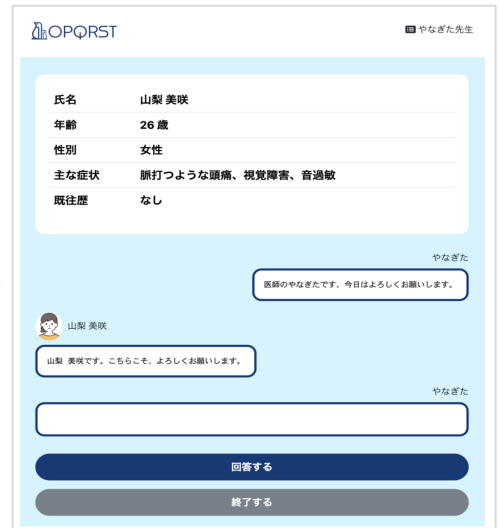 OPQRST
やなぎた先生
氏名 山梨 美咲
年齢 26 歳
性別 女性
主な症状 脈打つような頭痛、視覚障害、音過敏
既往歴 なし
やなぎた
医師のやなぎたです、今日はよろしくお願いします。
山梨 美咲
山梨 美咲です。こちらこそ、よろしくお願いします。
やなぎた
回答する
終了する